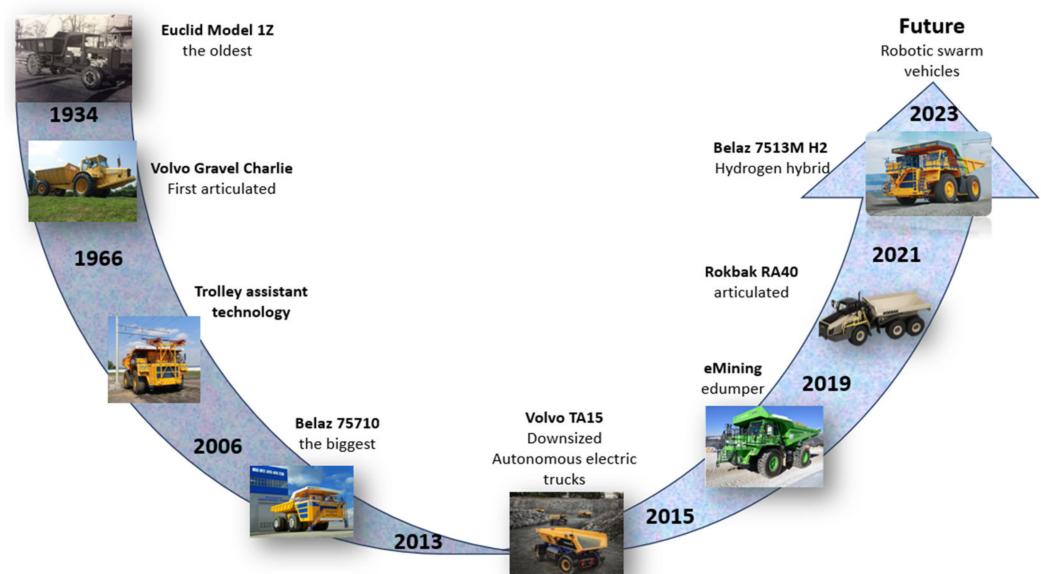 Euclid Model 1Z
the oldest
1934
Volvo Gravel Charlie
First articulated
1966
Trolley assistant
technology
2006
Belaz 75710
the biggest
2013
Volvo TA15
Downsized
Autonomous electric
trucks
2015
eMining
edumper
2019
Rokbak RA40
articulated
2021
Belaz 7513M H2
Hydrogen hybrid
2023
Future
Robotic swarm
vehicles